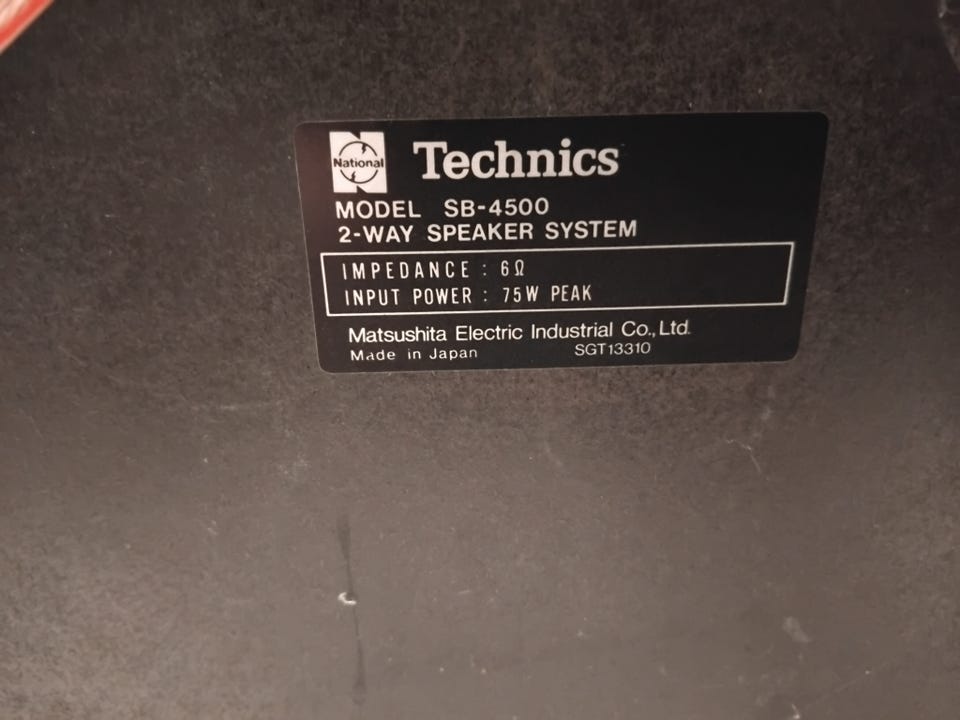 National Technics
MODEL SB-4500
2-WAY SPEAKER SYSTEM
IMPEDANCE : 6Ω
INPUT POWER : 75W PEAK
Matsushita Electric Industrial Co., Ltd.
Made in Japan SGT13310